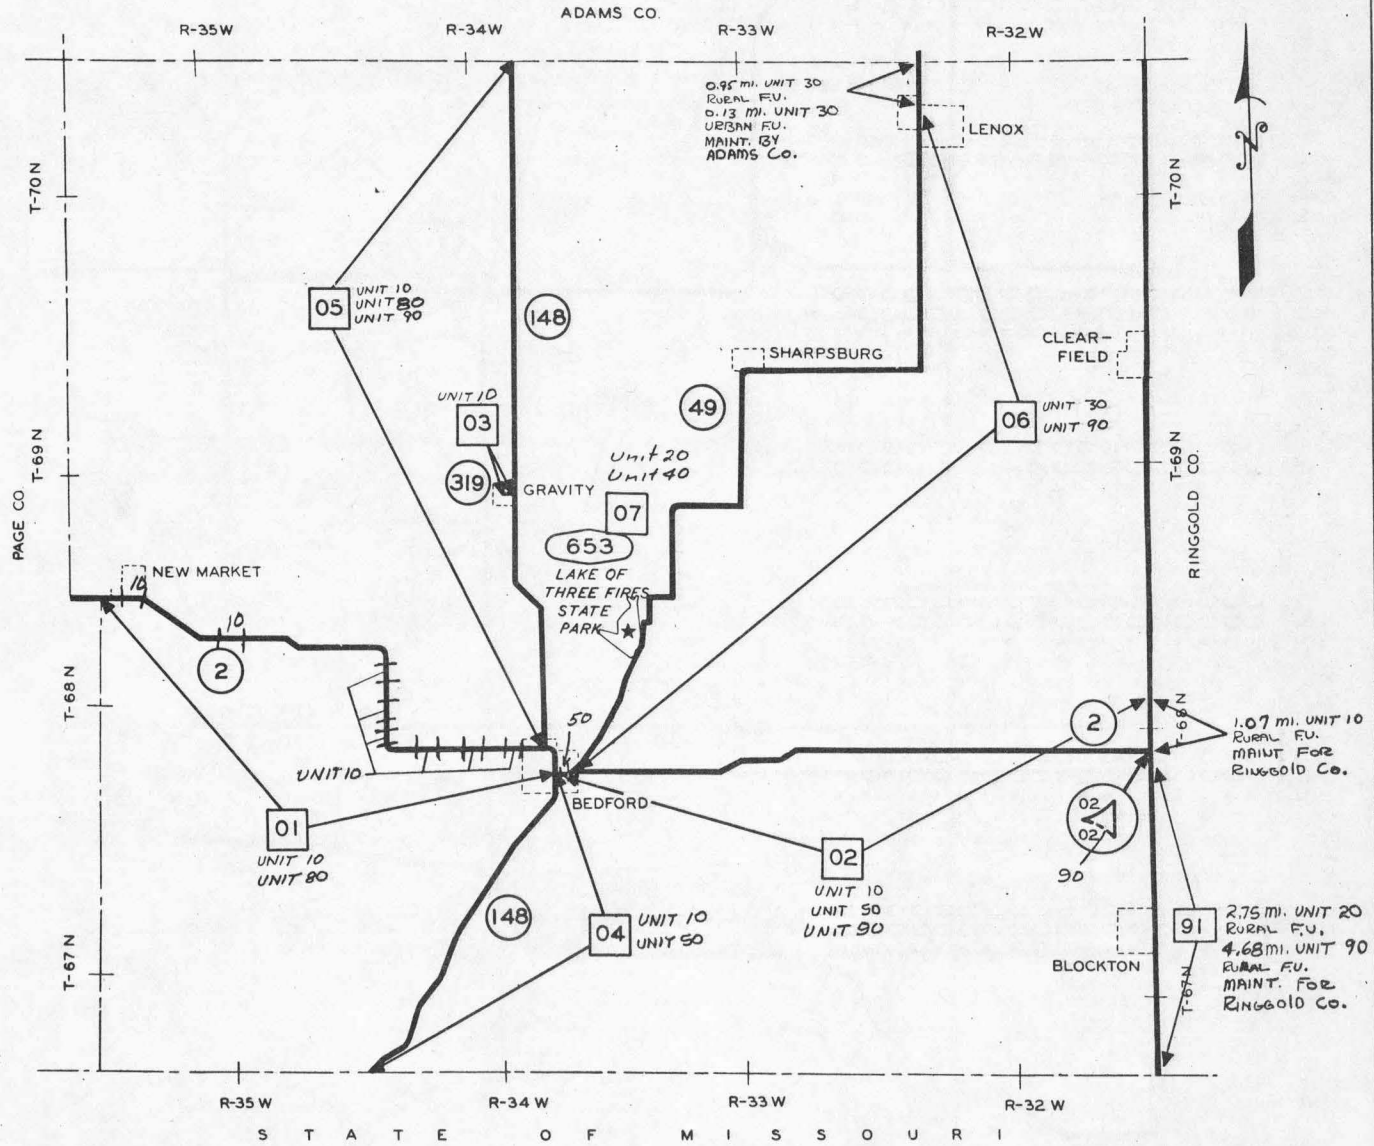 ADAMS CO.
R-35W
R-34W
R-33W
R-32W
0.95 MI. UNIT 30
RURAL F.U.
0.13 MI. UNIT 30
URBAN F.U.
MAINT. BY
ADAMS CO.
LENOX
N
T-70N
T-70N
05
UNIT 10
UNIT 80
UNIT 90
148
SHARPSBURG
CLEAR-
FIELD
UNIT 10
03
49
06
UNIT 30
UNIT 90
PAGE CO.
T-69N
T-69N
RINGGOLD CO.
319
GRAVITY
Unit 20
Unit 40
07
653
LAKE OF
THREE FIRES
STATE
PARK
NEW MARKET
10
10
2
T-68N
T-68N
50
2
1.07 MI. UNIT 10
RURAL F.U.
MAINT FOR
RINGGOLD CO.
UNIT 10
BEDFORD
01
UNIT 10
UNIT 80
02
UNIT 10
UNIT 50
UNIT 90
02
02
90
148
04
UNIT 10
UNIT 50
91
2.75 MI. UNIT 20
RURAL F.U.
4.68 MI. UNIT 90
RURAL F.U.
MAINT. FOR
RINGGOLD CO.
BLOCKTON
T-67N
T-67N
R-35W
R-34W
R-33W
R-32W
STATE OF MISSOURI